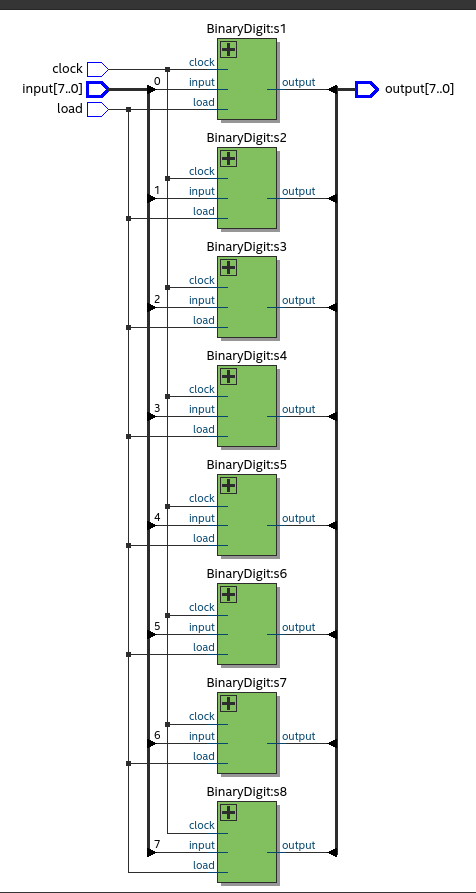 BinaryDigit:s1
clock
clock
input[7..0]
0
input
output
output[7..0]
load
load
BinaryDigit:s2
clock
1
input
output
load
BinaryDigit:s3
clock
2
input
output
load
BinaryDigit:s4
clock
3
input
output
load
BinaryDigit:s5
clock
4
input
output
load
BinaryDigit:s6
clock
5
input
output
load
BinaryDigit:s7
clock
6
input
output
load
BinaryDigit:s8
clock
7
input
output
load